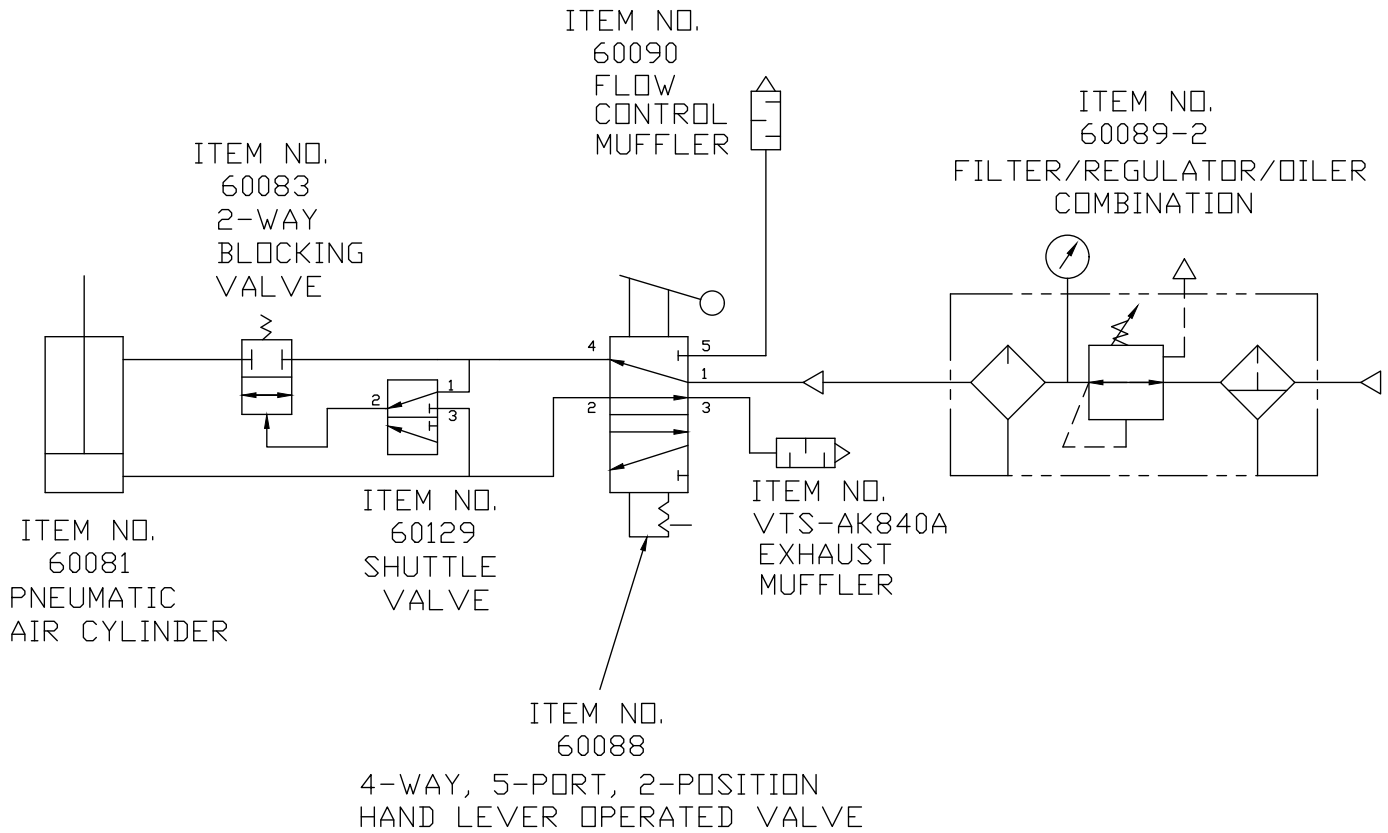 ITEM NO.
60090
FLOW
CONTROL
MUFFLER
ITEM NO.
60089-2
FILTER/REGULATOR/OILER
COMBINATION
ITEM NO.
60083
2-WAY
BLOCKING
VALVE
4
5
1
2
3
1
2
3
ITEM NO.
60129
SHUTTLE
VALVE
ITEM NO.
VTS-AK840A
EXHAUST
MUFFLER
ITEM NO.
60081
PNEUMATIC
AIR CYLINDER
ITEM NO.
60088
4-WAY, 5-PORT, 2-POSITION
HAND LEVER OPERATED VALVE